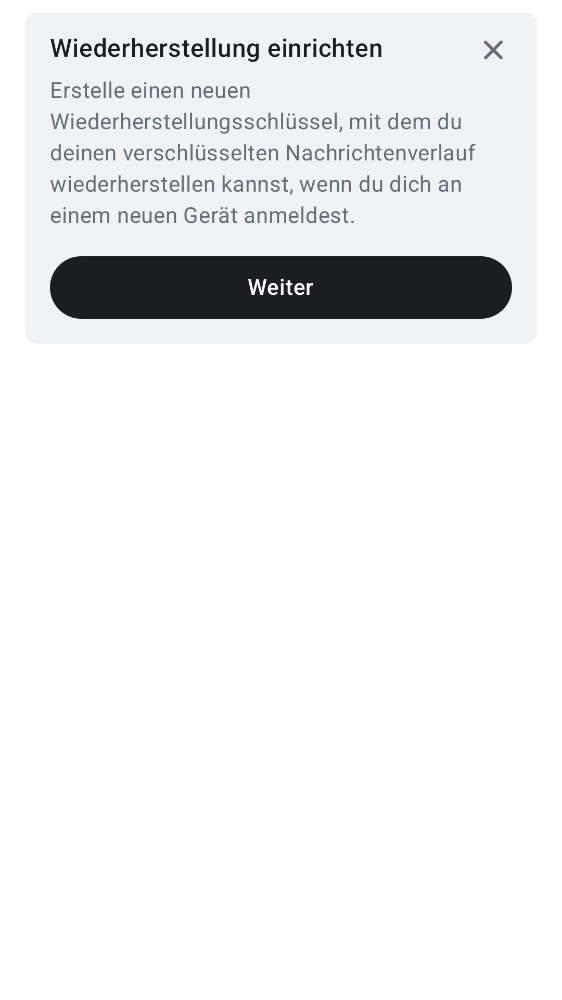 Wiederherstellung einrichten
Erstelle einen neuen
Wiederherstellungsschlüssel, mit dem du
deinen verschlüsselten Nachrichtenverlauf
wiederherstellen kannst, wenn du dich an
einem neuen Gerät anmeldest.
Weiter